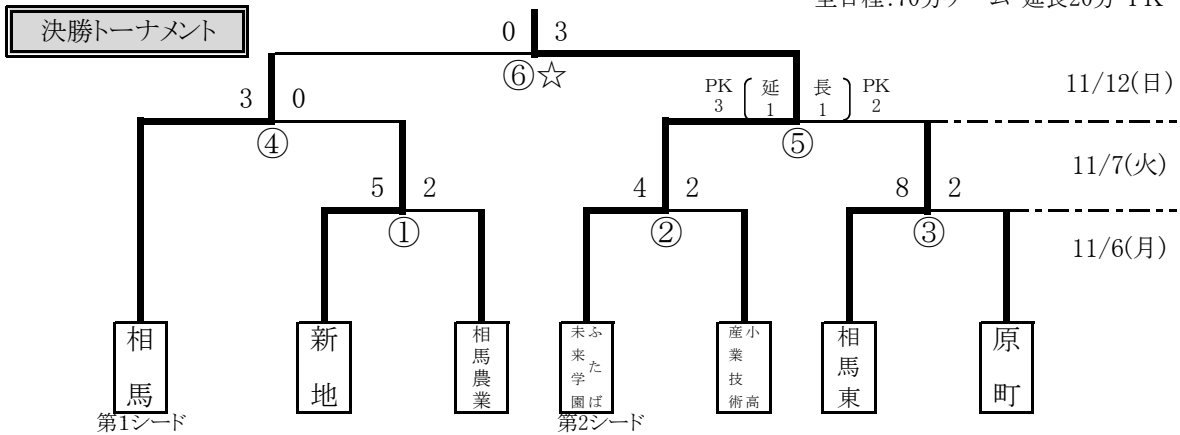 全日程:70分ゲーム 延長20分 PK
決勝トーナメント
0 3
⑥☆
PK 延 長 PK
3 1 1 2
11/12(日)
3 0
④
⑤
11/7(火)
5 2
4 2
8 2
①
②
③
11/6(月)
相馬
新地
相馬農業
ふたば未来学園
小高産業技術
相馬東
原町
第1シード
第2シード